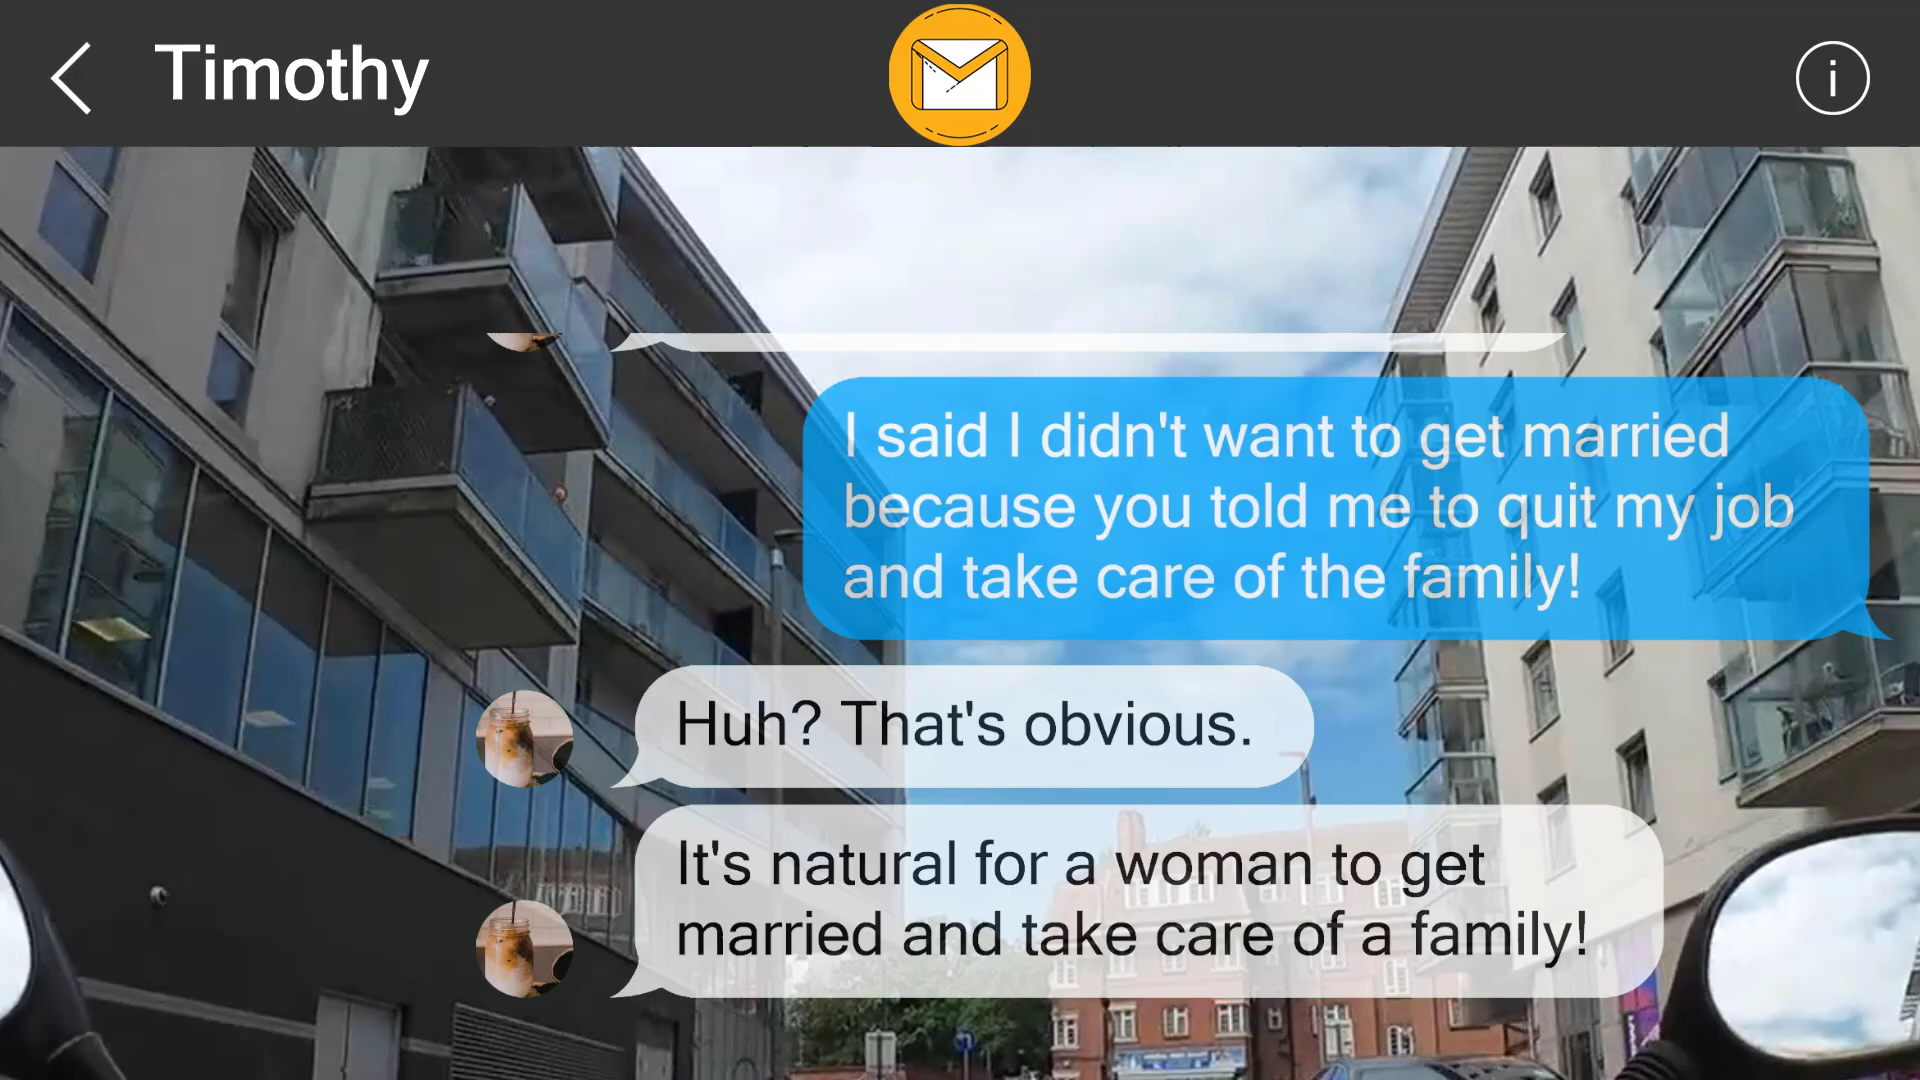 Timothy
i
I said I didn't want to get married
because you told me to quit my job
and take care of the family!
Huh? That's obvious.
It's natural for a woman to get
married and take care of a family!